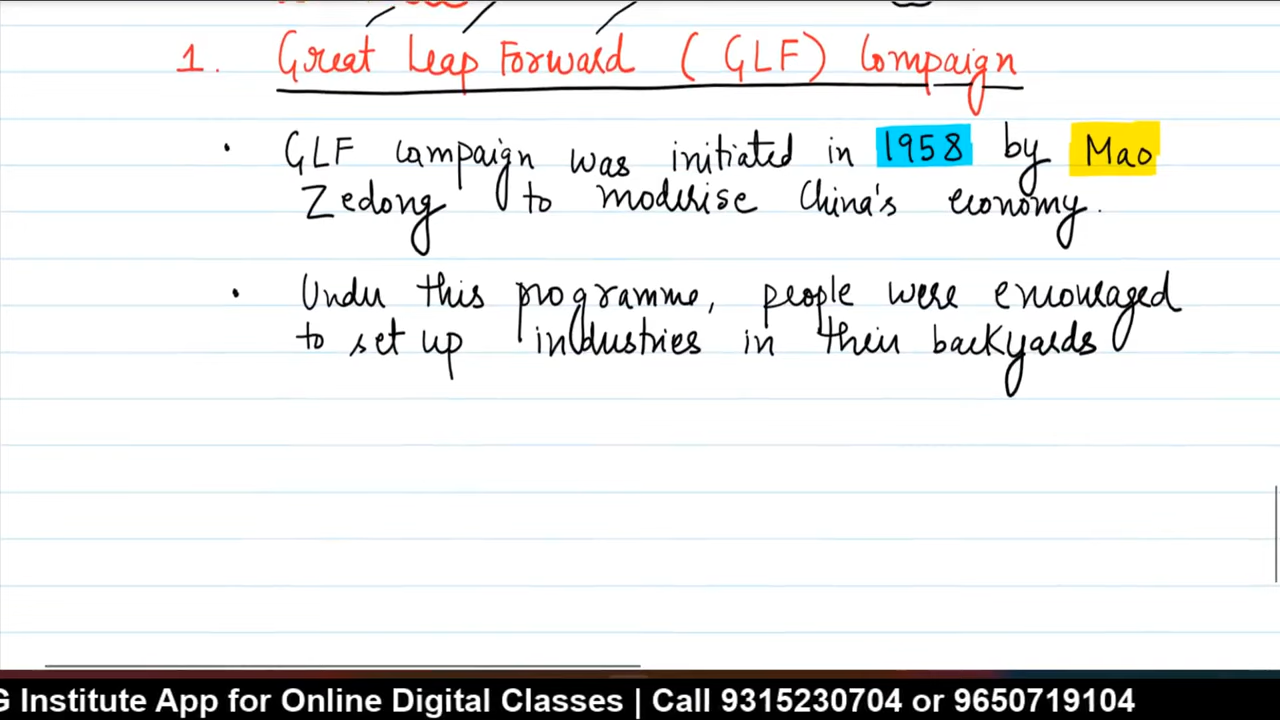 1. Great Leap Forward (GLF) Campaign
• GLF campaign was initiated in 1958 by Mao
Zedong to moderise China's economy.
• Under this programme, people were encouraged
to set up industries in their backyards
G Institute App for Online Digital Classes | Call 9315230704 or 9650719104